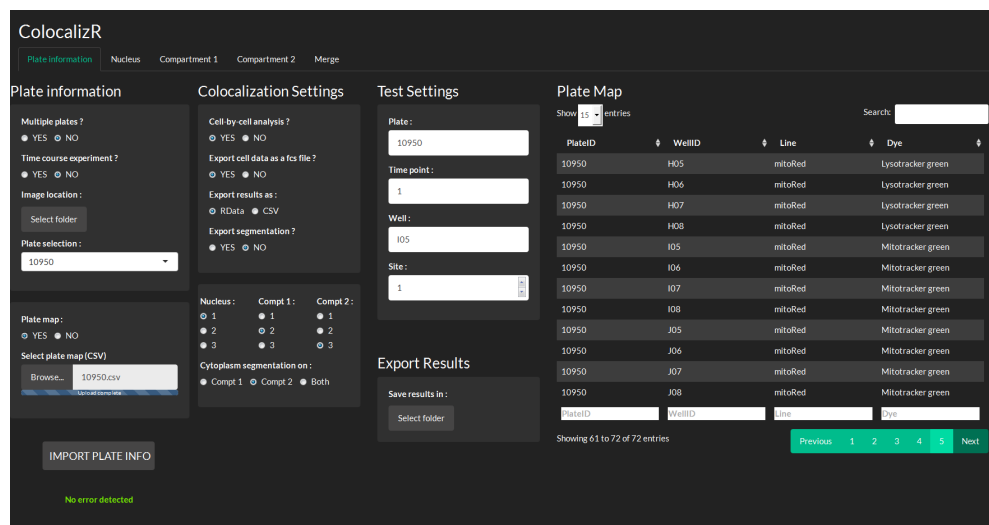 ColocalizR
Plate information Nucleus Compartment 1 Compartment 2 Merge
Plate information
Multiple plates ?
YES NO
Time course experiment ?
YES NO
Image location :
Select folder
Plate selection :
10950
Plate map :
YES NO
Select plate map (CSV)
Browse... 10950.csv
Upload complete
IMPORT PLATE INFO
No error detected
Colocalization Settings
Cell-by-cell analysis ?
YES NO
Export cell data as a fcs file ?
YES NO
Export results as :
RData CSV
Export segmentation ?
YES NO
Nucleus : Compt 1 : Compt 2 :
1 1 1
2 2 2
3 3 3
Cytoplasm segmentation on :
Compt 1 Compt 2 Both
Test Settings
Plate :
10950
Time point :
1
Well :
I05
Site :
1
Export Results
Save results in :
Select folder
Plate Map
Show 15 entries Search:
PlateID WellID Line Dye
10950 H05 mitoRed Lysotracker green
10950 H06 mitoRed Lysotracker green
10950 H07 mitoRed Lysotracker green
10950 H08 mitoRed Lysotracker green
10950 I05 mitoRed Mitotracker green
10950 I06 mitoRed Mitotracker green
10950 I07 mitoRed Mitotracker green
10950 I08 mitoRed Mitotracker green
10950 J05 mitoRed Mitotracker green
10950 J06 mitoRed Mitotracker green
10950 J07 mitoRed Mitotracker green
10950 J08 mitoRed Mitotracker green
PlateID WellID Line Dye
Showing 61 to 72 of 72 entries
Previous 1 2 3 4 5 Next